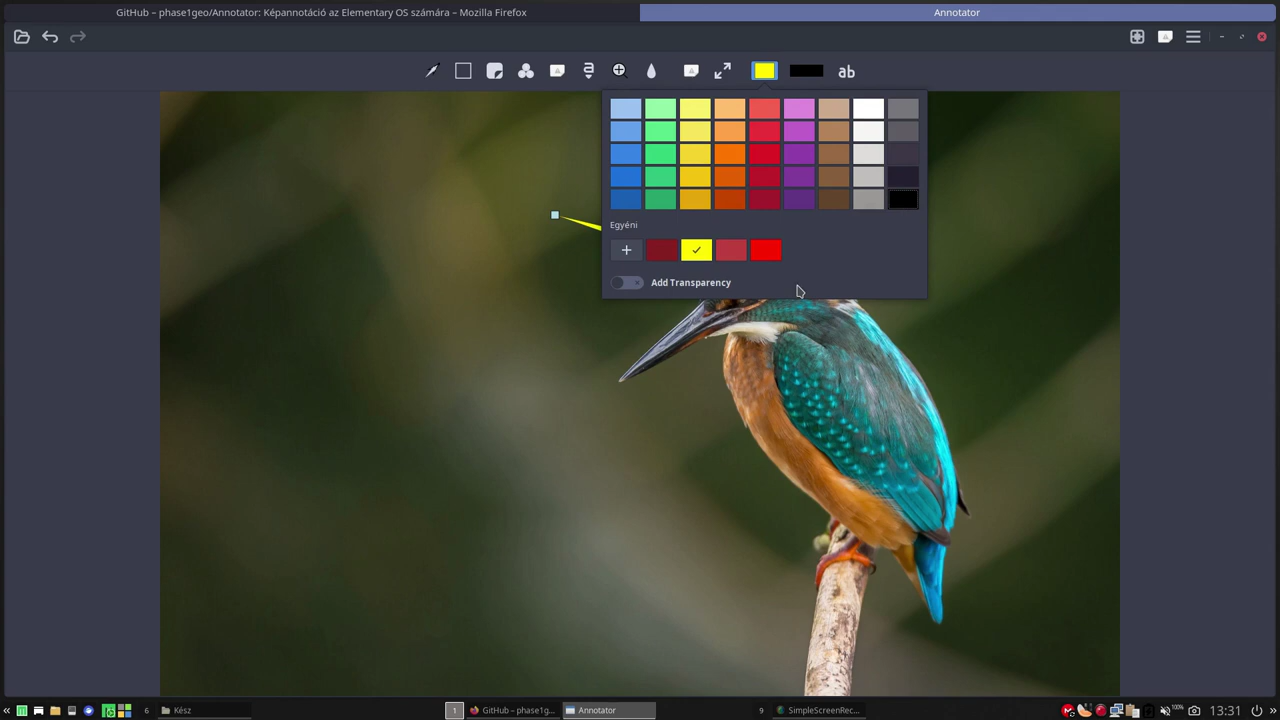 GitHub – phase1geo/Annotator: Képannotáció az Elementary OS számára – Mozilla Firefox
Annotator
a
ab
Egyéni
Add Transparency
6
Kész
1
GitHub – phase1g...
Annotator
9
SimpleScreenRec...
100%
13:31